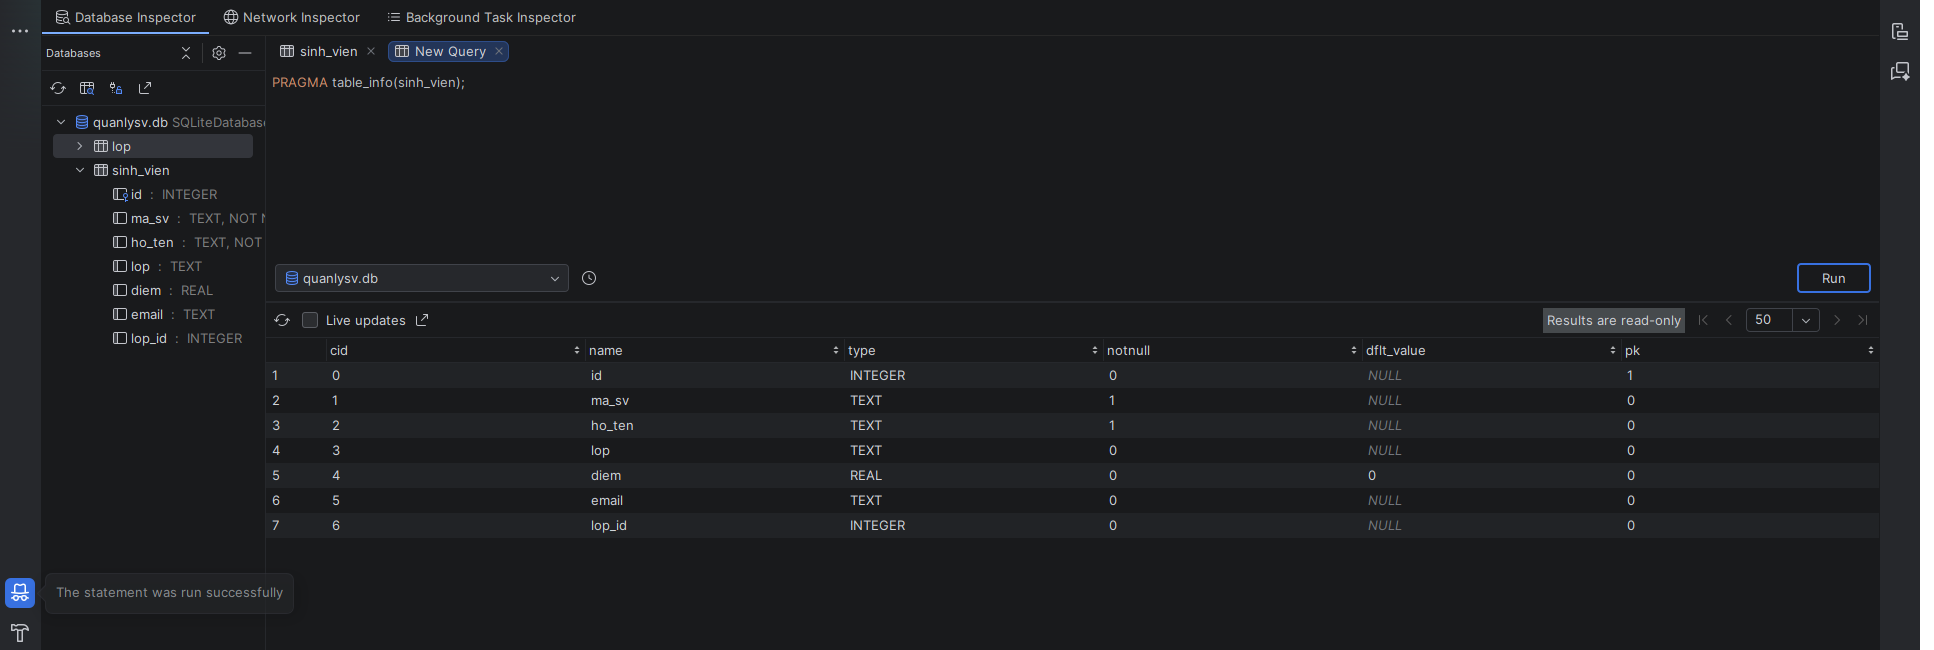 Database Inspector Network Inspector Background Task Inspector
Databases
sinh_vien New Query
PRAGMA table_info(sinh_vien);
quanlysv.db SQLiteDatabase
lop
sinh_vien
id : INTEGER
ma_sv : TEXT, NOT N
ho_ten : TEXT, NOT
lop : TEXT
diem : REAL
email : TEXT
lop_id : INTEGER
quanlysv.db
Run
Live updates
Results are read-only
50
cid name type notnull dflt_value pk
1 0 id INTEGER 0 NULL 1
2 1 ma_sv TEXT 1 NULL 0
3 2 ho_ten TEXT 1 NULL 0
4 3 lop TEXT 0 NULL 0
5 4 diem REAL 0 0 0
6 5 email TEXT 0 NULL 0
7 6 lop_id INTEGER 0 NULL 0
The statement was run successfully